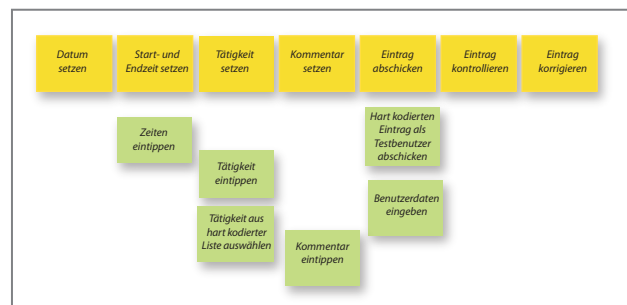 Datum
setzen
Start- und
Endzeit setzen
Tätigkeit
setzen
Kommentar
setzen
Eintrag
abschicken
Eintrag
kontrollieren
Eintrag
korrigieren
Zeiten
eintippen
Hart kodierten
Eintrag als
Testbenutzer
abschicken
Tätigkeit
eintippen
Benutzerdaten
eingeben
Tätigkeit aus
hart kodierter
Liste auswählen
Kommentar
eintippen